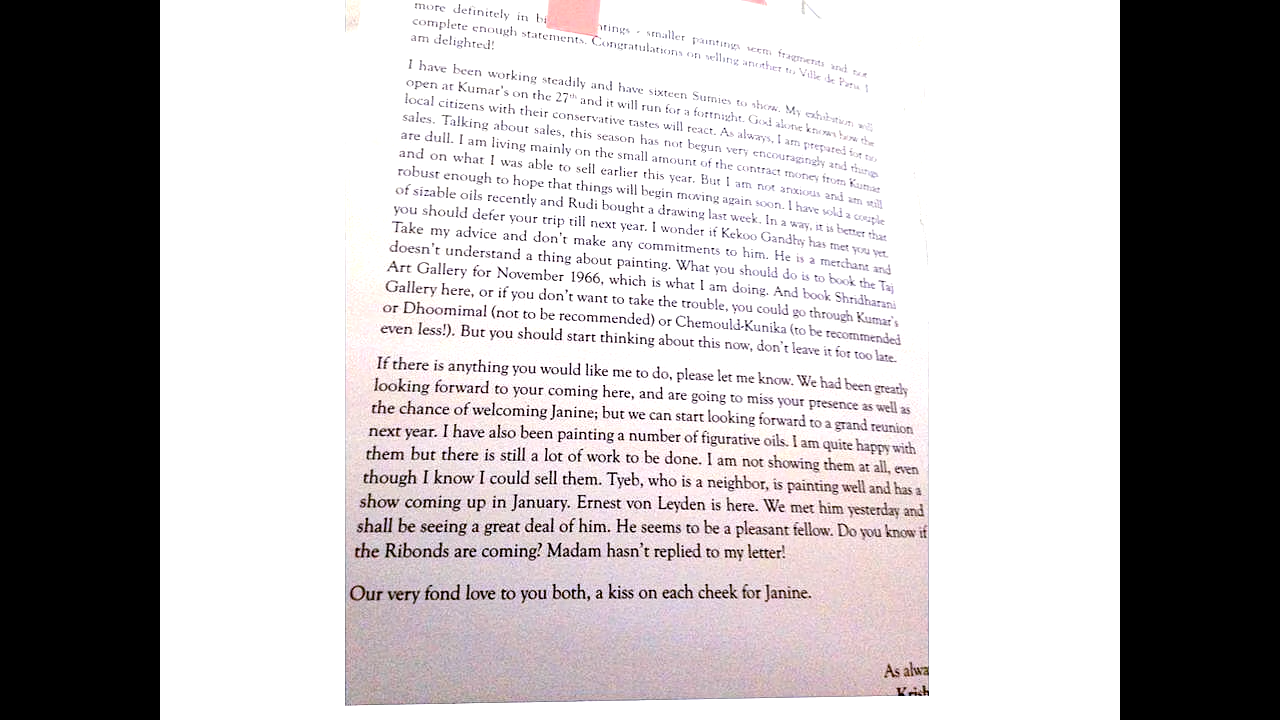 more definitely in bi ntings - smaller paintings seem fragments and not
complete enough statements. Congratulations on selling another to Ville de Paris I
am delighted!
I have been working steadily and have sixteen Sumies to show. My exhibition will
open at Kumar's on the 27th and it will run for a fortnight. God alone knows how the
local citizens with their conservative tastes will react. As always, I am prepared for no
sales. Talking about sales, this season has not begun very encouragingly and things
are dull. I am living mainly on the small amount of the contract money from Kumar
and on what I was able to sell earlier this year. But I am not anxious and am still
robust enough to hope that things will begin moving again soon. I have sold a couple
of sizable oils recently and Rudi bought a drawing last week. In a way, it is better that
you should defer your trip till next year. I wonder if Kekoo Gandhy has met you yet.
Take my advice and don't make any commitments to him. He is a merchant and
doesn't understand a thing about painting. What you should do is to book the Taj
Art Gallery for November 1966, which is what I am doing. And book Shridharani
Gallery here, or if you don't want to take the trouble, you could go through Kumar's
or Dhoomimal (not to be recommended) or Chemould-Kunika (to be recommended
even less!). But you should start thinking about this now, don't leave it for too late.
If there is anything you would like me to do, please let me know. We had been greatly
looking forward to your coming here, and are going to miss your presence as well as
the chance of welcoming Janine; but we can start looking forward to a grand reunion
next year. I have also been painting a number of figurative oils. I am quite happy with
them but there is still a lot of work to be done. I am not showing them at all, even
though I know I could sell them. Tyeb, who is a neighbor, is painting well and has a
show coming up in January. Ernest von Leyden is here. We met him yesterday and
shall be seeing a great deal of him. He seems to be a pleasant fellow. Do you know if
the Ribonds are coming? Madam hasn't replied to my letter!
Our very fond love to you both, a kiss on each cheek for Janine.
As alwa
Krish